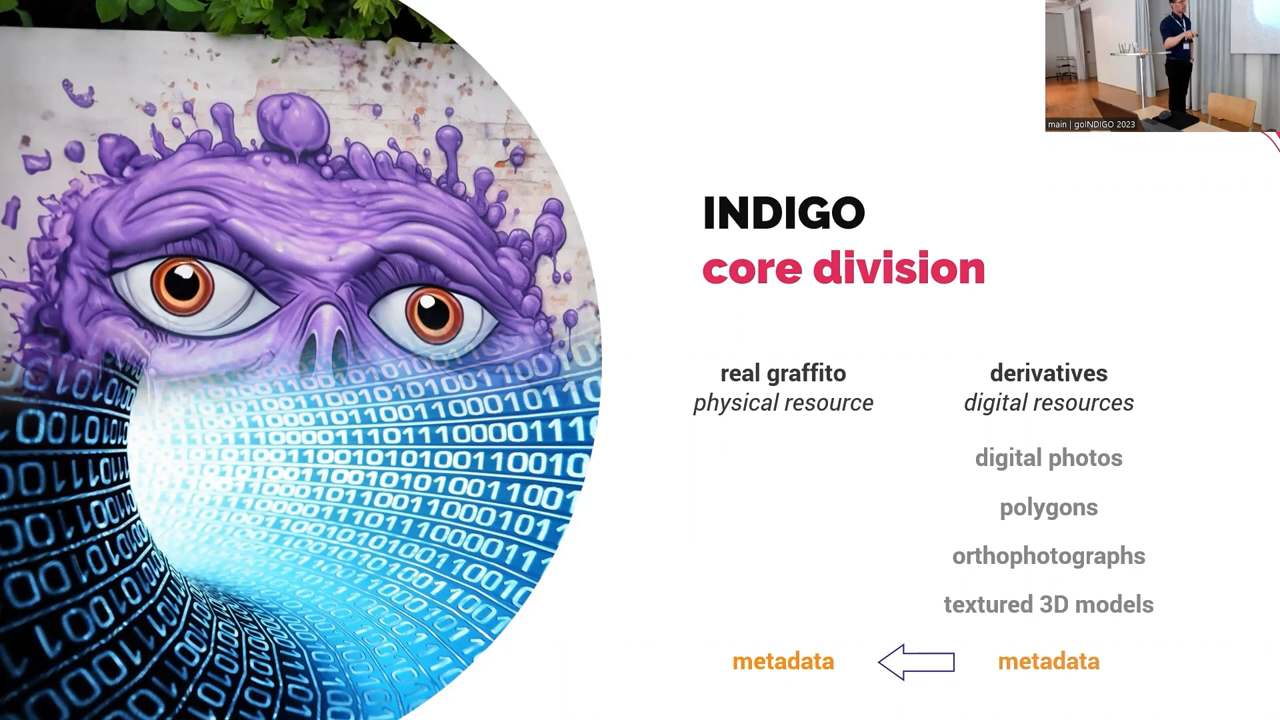 main | goINDIGO 2023
INDIGO
core division
real graffito
physical resource
derivatives
digital resources
digital photos
polygons
orthophotographs
textured 3D models
metadata
metadata